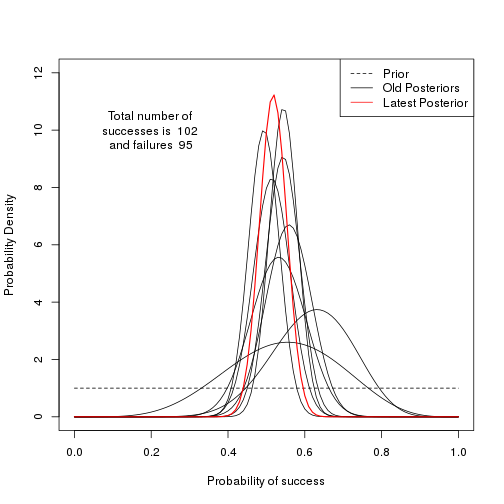 Prior
Old Posteriors
Latest Posterior
Total number of
successes is 102
and failures 95
Probability Density
12
10
8
6
4
2
0
0.0 0.2 0.4 0.6 0.8 1.0
Probability of success